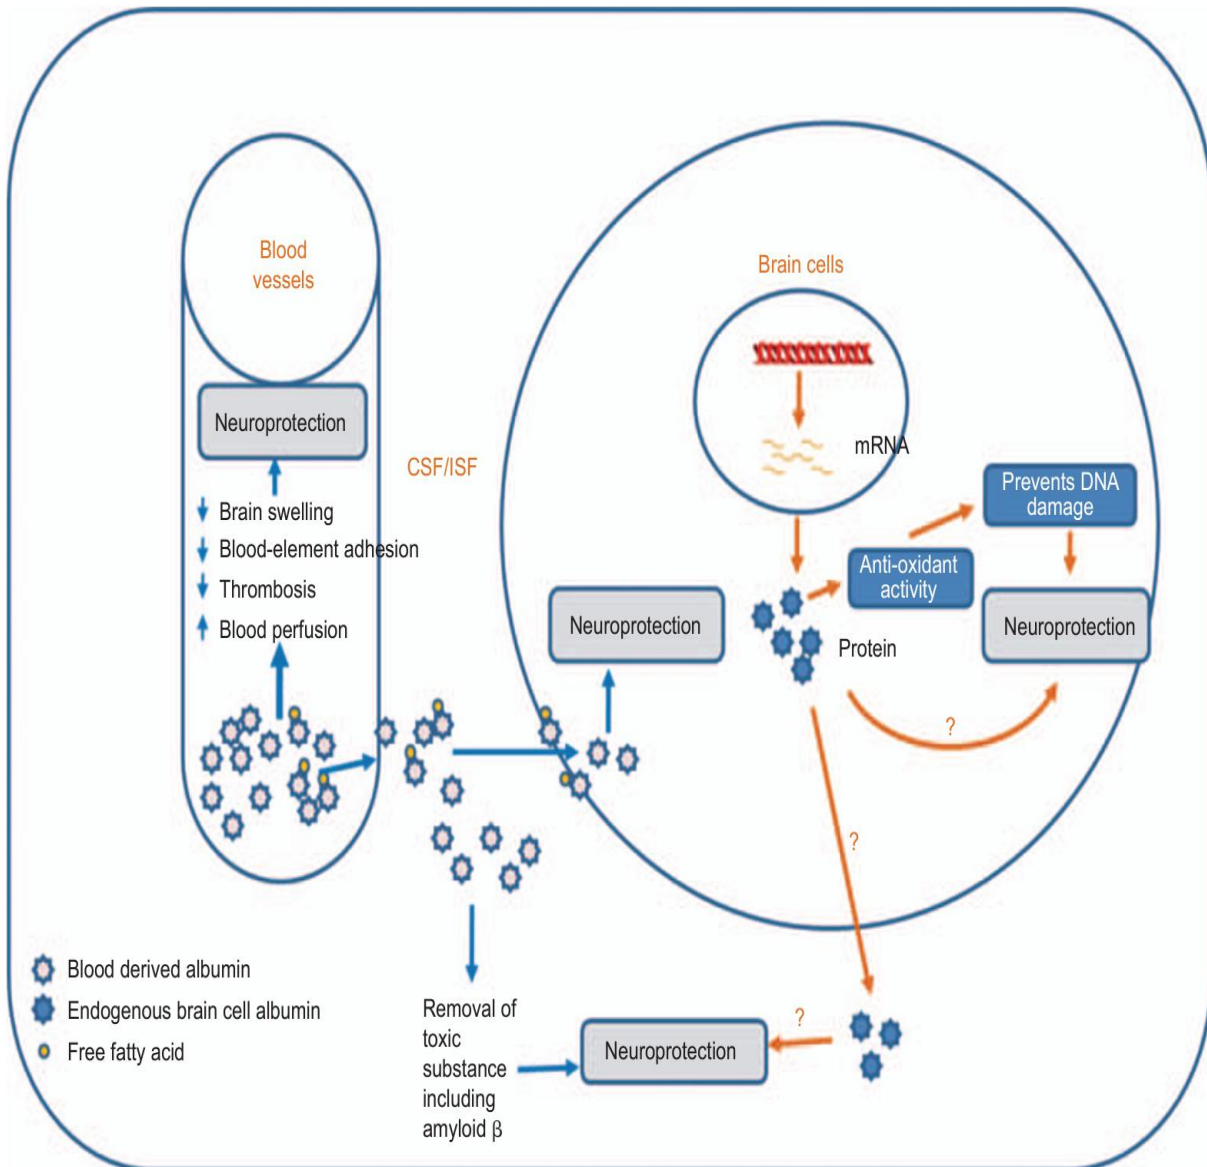 Blood
vessels
Neuroprotection
Brain swelling
Blood-element adhesion
Thrombosis
Blood perfusion
CSF/ISF
Brain cells
mRNA
Prevents DNA
damage
Anti-oxidant
activity
Neuroprotection
Protein
Neuroprotection
?
?
Blood derived albumin
Endogenous brain cell albumin
Free fatty acid
Removal of
toxic
substance
including
amyloid β
Neuroprotection
?